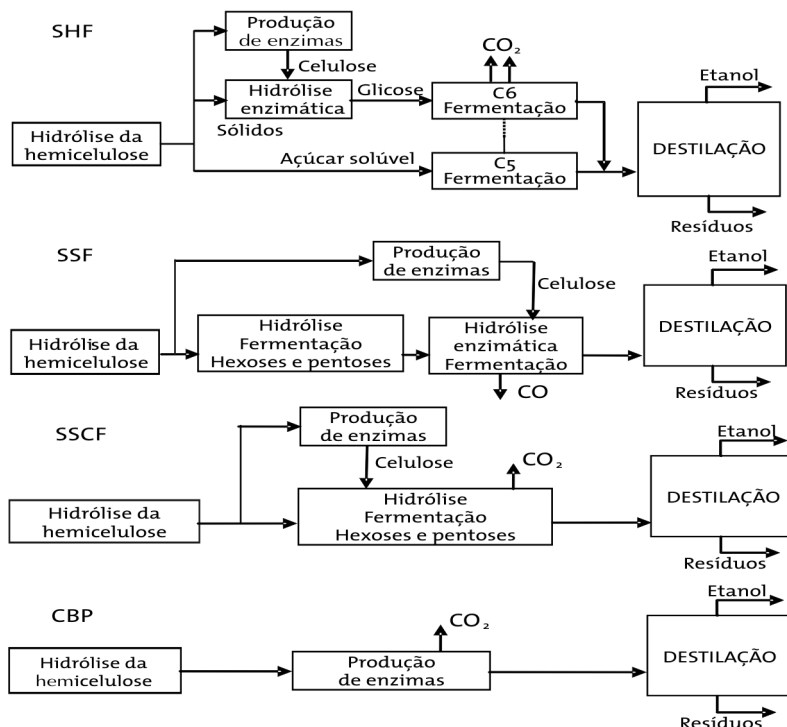 SHF
Produção
de enzimas
Celulose
Hidrólise
enzimática
Glicose
Sólidos
CO₂
C6
Fermentação
Hidrólise da
hemicelulose
Açúcar solúvel
C5
Fermentação
Etanol
DESTILAÇÃO
Resíduos
SSF
Produção
de enzimas
Celulose
Hidrólise da
hemicelulose
Hidrólise
Fermentação
Hexoses e pentoses
Hidrólise
enzimática
Fermentação
CO
Etanol
DESTILAÇÃO
Resíduos
SSCF
Produção
de enzimas
Celulose
CO₂
Hidrólise da
hemicelulose
Hidrólise
Fermentação
Hexoses e pentoses
Etanol
DESTILAÇÃO
Resíduos
CBP
CO₂
Hidrólise da
hemicelulose
Produção
de enzimas
Etanol
DESTILAÇÃO
Resíduos